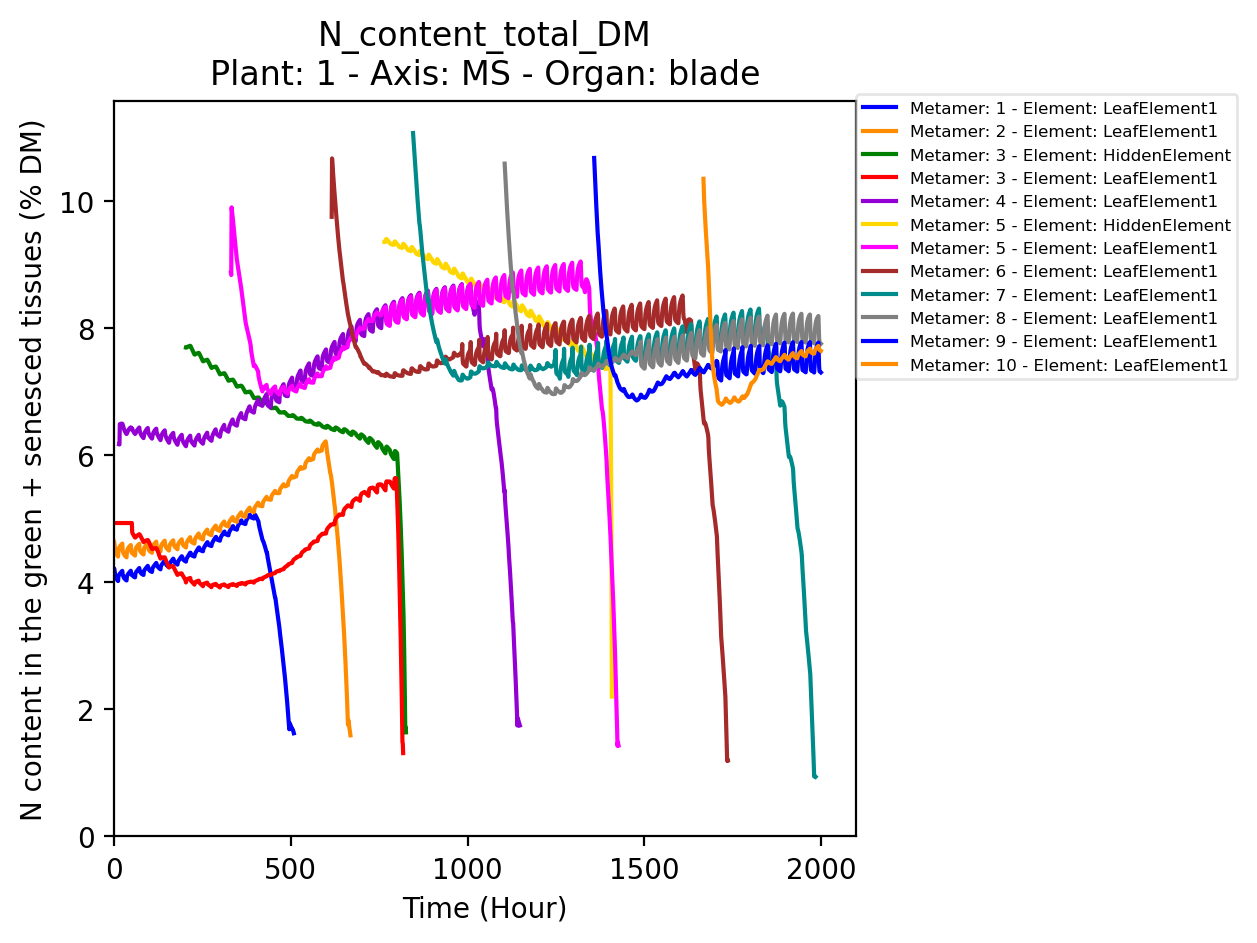 N_content_total_DM
Plant: 1 - Axis: MS - Organ: blade
N content in the green + senesced tissues (% DM)
10
8
6
4
2
0
0 500 1000 1500 2000
Time (Hour)
Metamer: 1 - Element: LeafElement1
Metamer: 2 - Element: LeafElement1
Metamer: 3 - Element: HiddenElement
Metamer: 3 - Element: LeafElement1
Metamer: 4 - Element: LeafElement1
Metamer: 5 - Element: HiddenElement
Metamer: 5 - Element: LeafElement1
Metamer: 6 - Element: LeafElement1
Metamer: 7 - Element: LeafElement1
Metamer: 8 - Element: LeafElement1
Metamer: 9 - Element: LeafElement1
Metamer: 10 - Element: LeafElement1